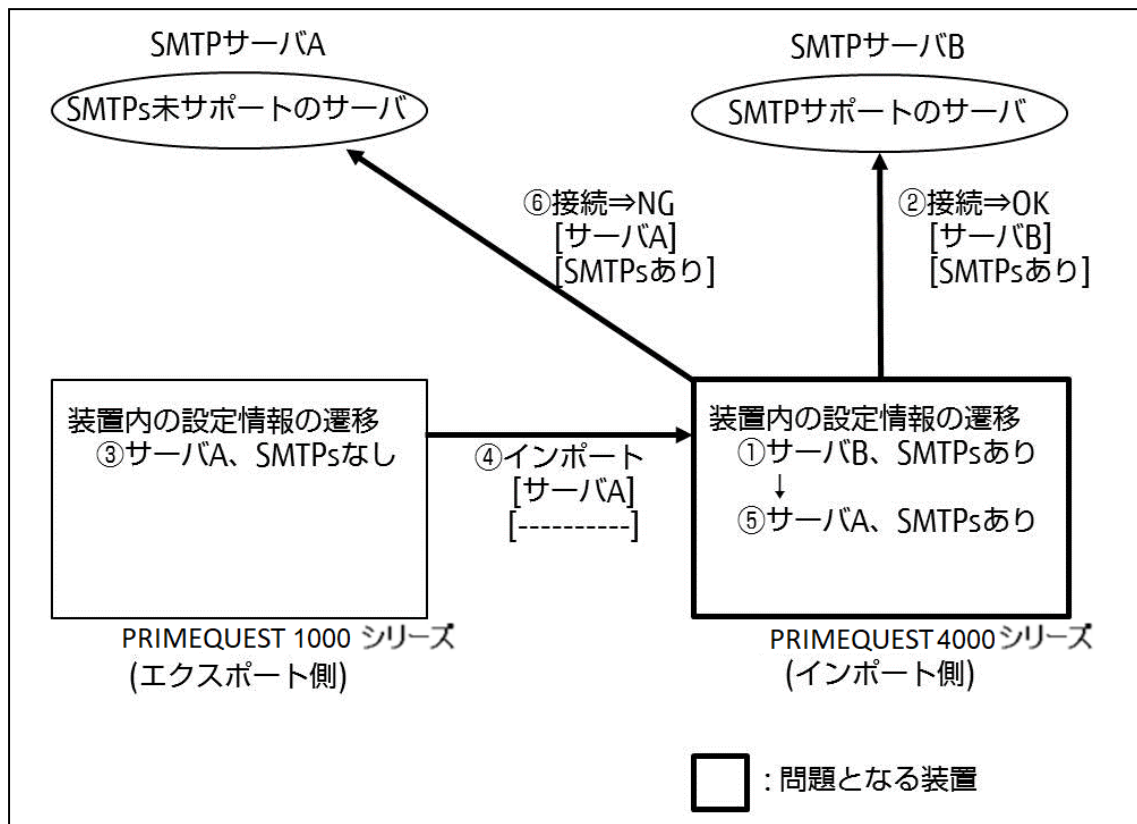 SMTPサーバA
SMTPサーバB
SMTPs未サポートのサーバ
SMTPサポートのサーバ
⑥接続⇒NG
[サーバA]
[SMTPsあり]
②接続⇒OK
[サーバB]
[SMTPsあり]
装置内の設定情報の遷移
③サーバA、SMTPsなし
④インポート
[サーバA]
[----------]
装置内の設定情報の遷移
①サーバB、SMTPsあり
↓
⑤サーバA、SMTPsあり
PRIMEQUEST 1000 シリーズ
(エクスポート側)
PRIMEQUEST 4000 シリーズ
(インポート側)
: 問題となる装置